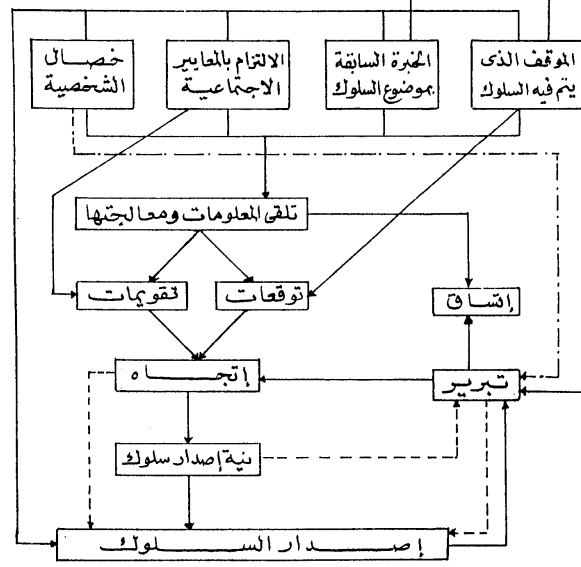 الموقف الذى
يتم فيه السلوك
الخبرة السابقة
بموضوع السلوك
الالتزام بالمعايير
الاجتماعية
خصال
الشخصية
تلقى المعلومات ومعالجتها
توقعات
تقويمات
إتساق
إتجاه
تبرير
نية إصدار سلوك
إصدار السلوك